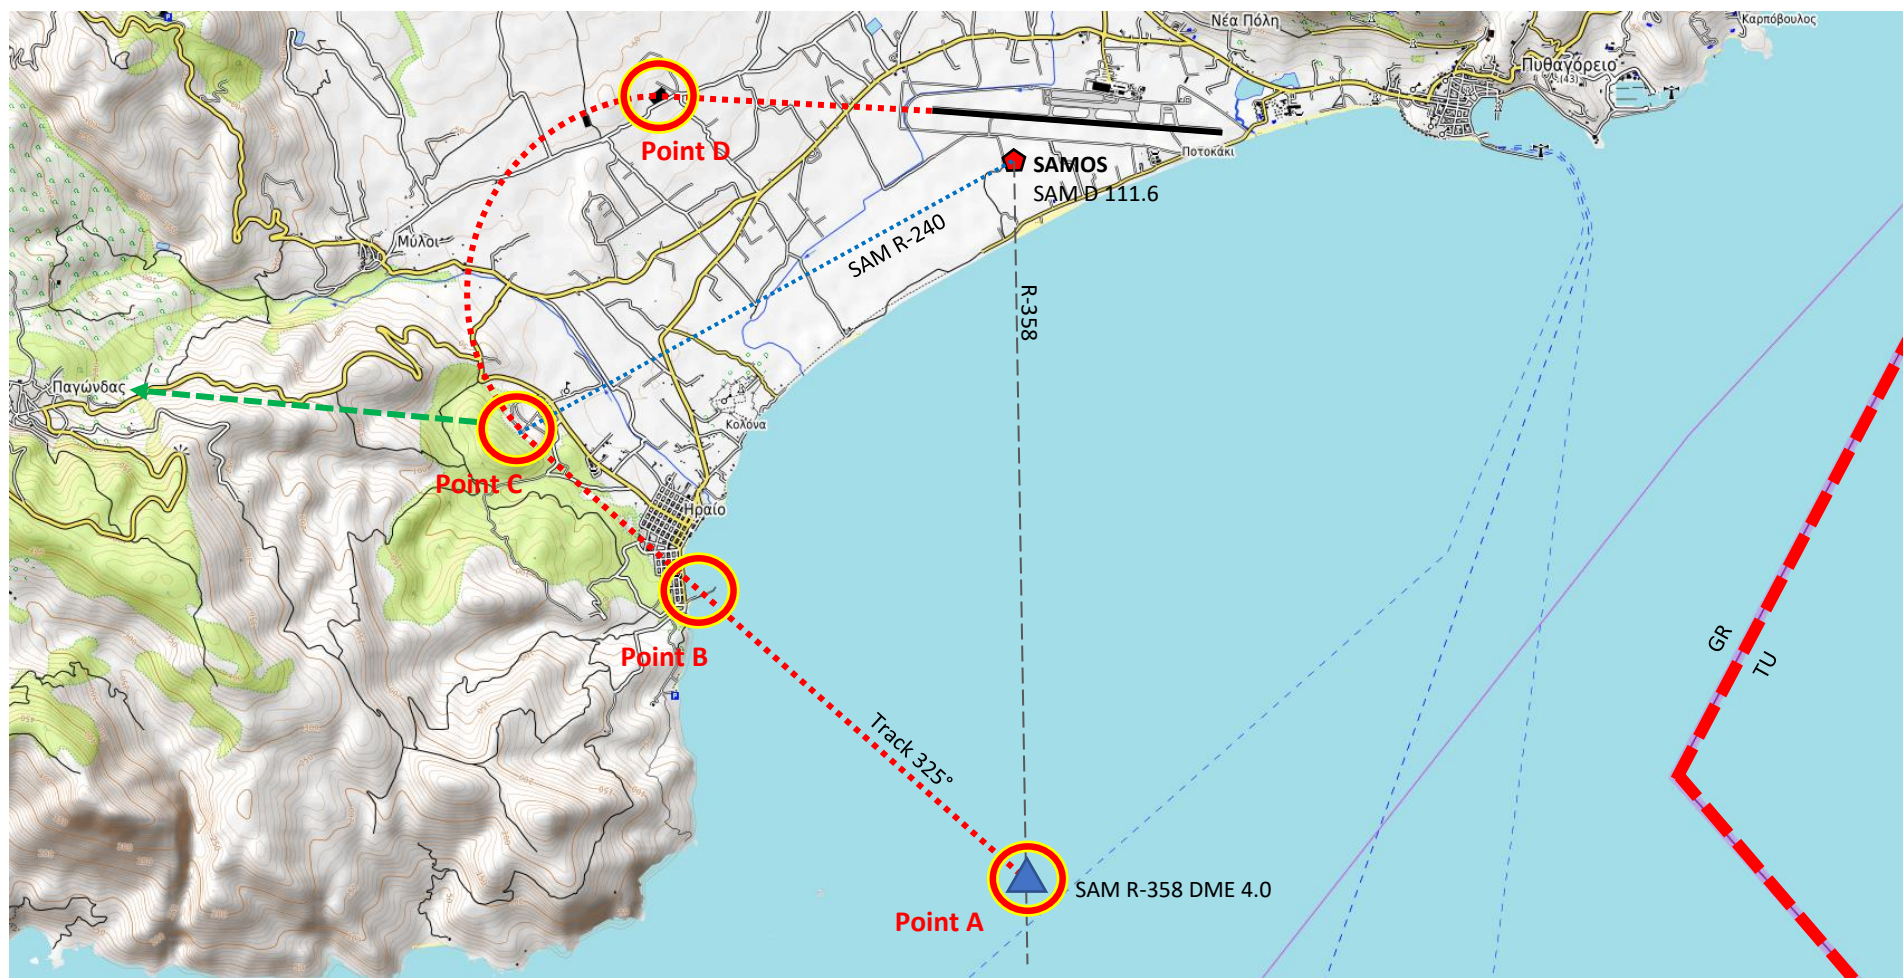 Νέα Πόλη
Καρπόβουλος
Πυθαγόρειο
(43)
Point D
Ποτοκάκι
SAMOS
SAM D 111.6
SAM R-240
Μύλοι
R-358
Παγώνδας
Κολόνα
Point C
Ηραίο
Point B
GR
TU
Track 325°
SAM R-358 DME 4.0
Point A